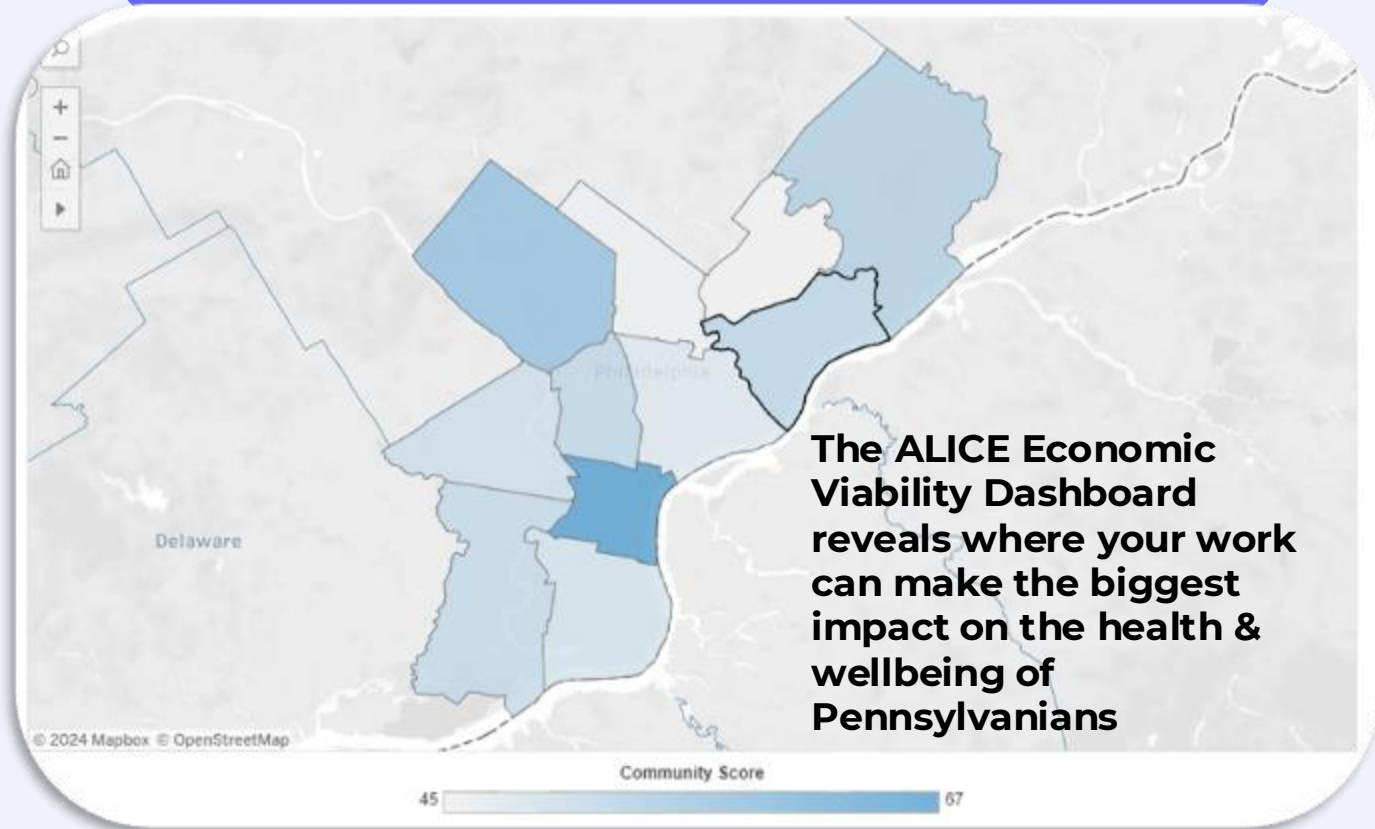 +
−
Philadelphia
The ALICE Economic
Viability Dashboard
reveals where your work
can make the biggest
impact on the health &
wellbeing of
Pennsylvanians
Delaware
© 2024 Mapbox © OpenStreetMap
Community Score
45 67